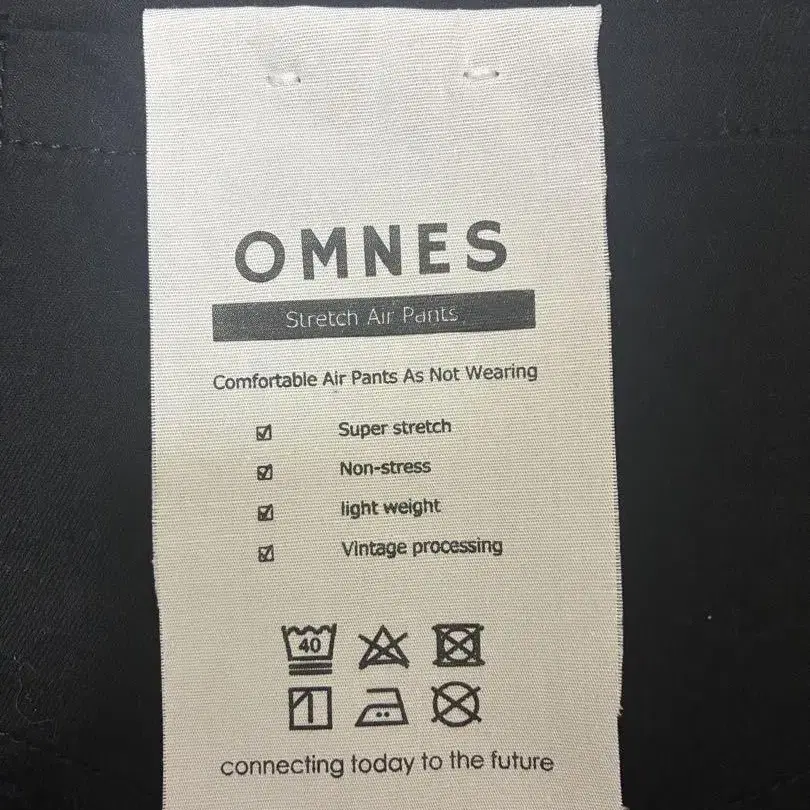 OMNES
Stretch Air Pants
Comfortable Air Pants As Not Wearing
Super stretch
Non-stress
light weight
Vintage processing
40
connecting today to the future